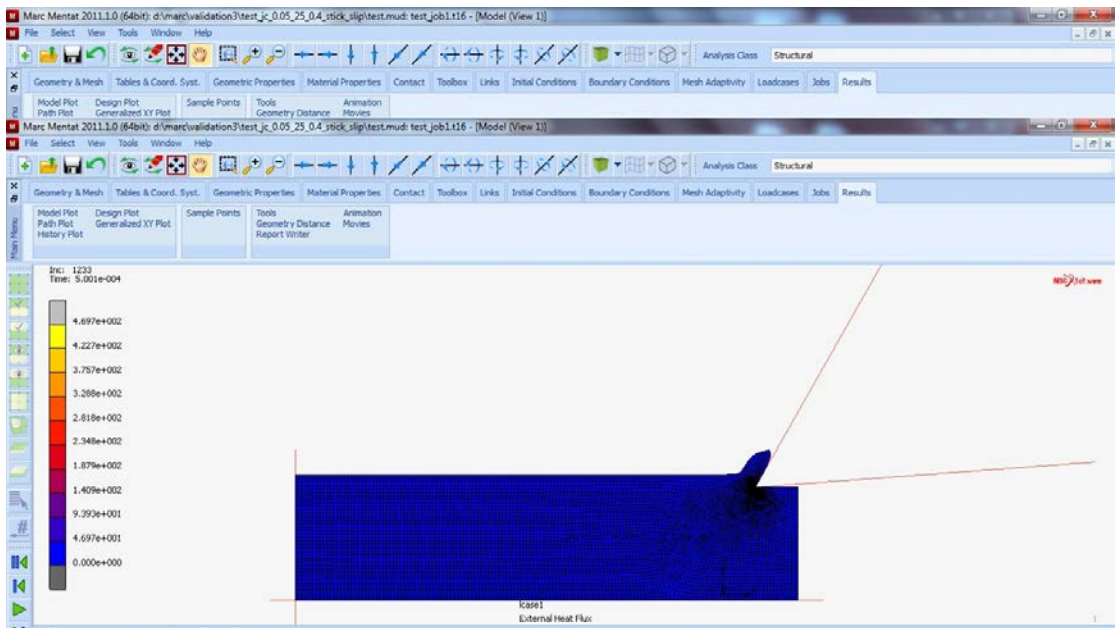 Marc Mentat 2011.1.0 (64bit): d:\marc\validation3\test_jc_0.05_25_0.4_stick_slip\test.mud: test_job1.t16 - [Model (View 1)]
File Select View Tools Window Help
Analysis Class Structural
Geometry & Mesh Tables & Coord. Syst. Geometric Properties Material Properties Contact Toolbox Links Initial Conditions Boundary Conditions Mesh Adaptivity Loadcases Jobs Results
Model Plot Design Plot Sample Points Tools Animation
Path Plot Generalized XY Plot Geometry Distance Movies
Marc Mentat 2011.1.0 (64bit): d:\marc\validation3\test_jc_0.05_25_0.4_stick_slip\test.mud: test_job1.t16 - [Model (View 1)]
File Select View Tools Window Help
Analysis Class Structural
Geometry & Mesh Tables & Coord. Syst. Geometric Properties Material Properties Contact Toolbox Links Initial Conditions Boundary Conditions Mesh Adaptivity Loadcases Jobs Results
Model Plot Design Plot Sample Points Tools Animation
Path Plot Generalized XY Plot Geometry Distance Movies
History Plot Report Writer
Main Menu
Inc: 1233
Time: 5.001e-004
4.697e+002
4.227e+002
3.757e+002
3.288e+002
2.818e+002
2.348e+002
1.879e+002
1.409e+002
9.393e+001
4.697e+001
0.000e+000
lcase1
External Heat Flux
1